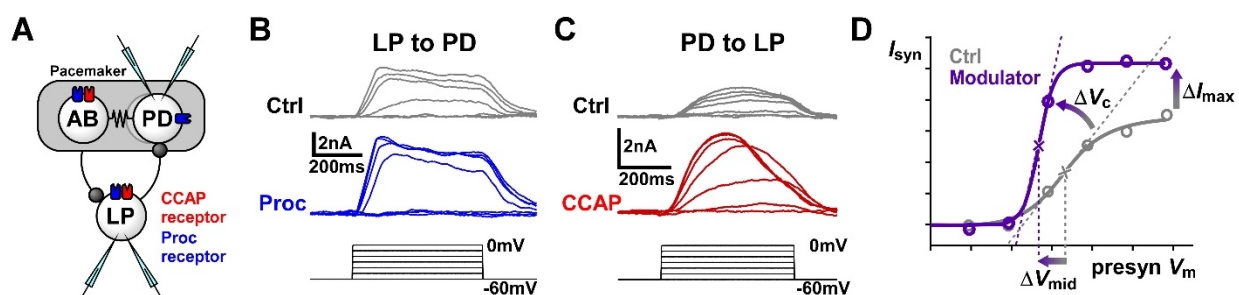 A
Pacemaker
AB
PD
LP
CCAP
receptor
Proc
receptor
B
LP to PD
Ctrl
2nA
200ms
Proc
0mV
-60mV
C
PD to LP
Ctrl
2nA
200ms
CCAP
0mV
-60mV
D
Isyn
Ctrl
Modulator
ΔVc
ΔImax
ΔVmid
presyn Vm